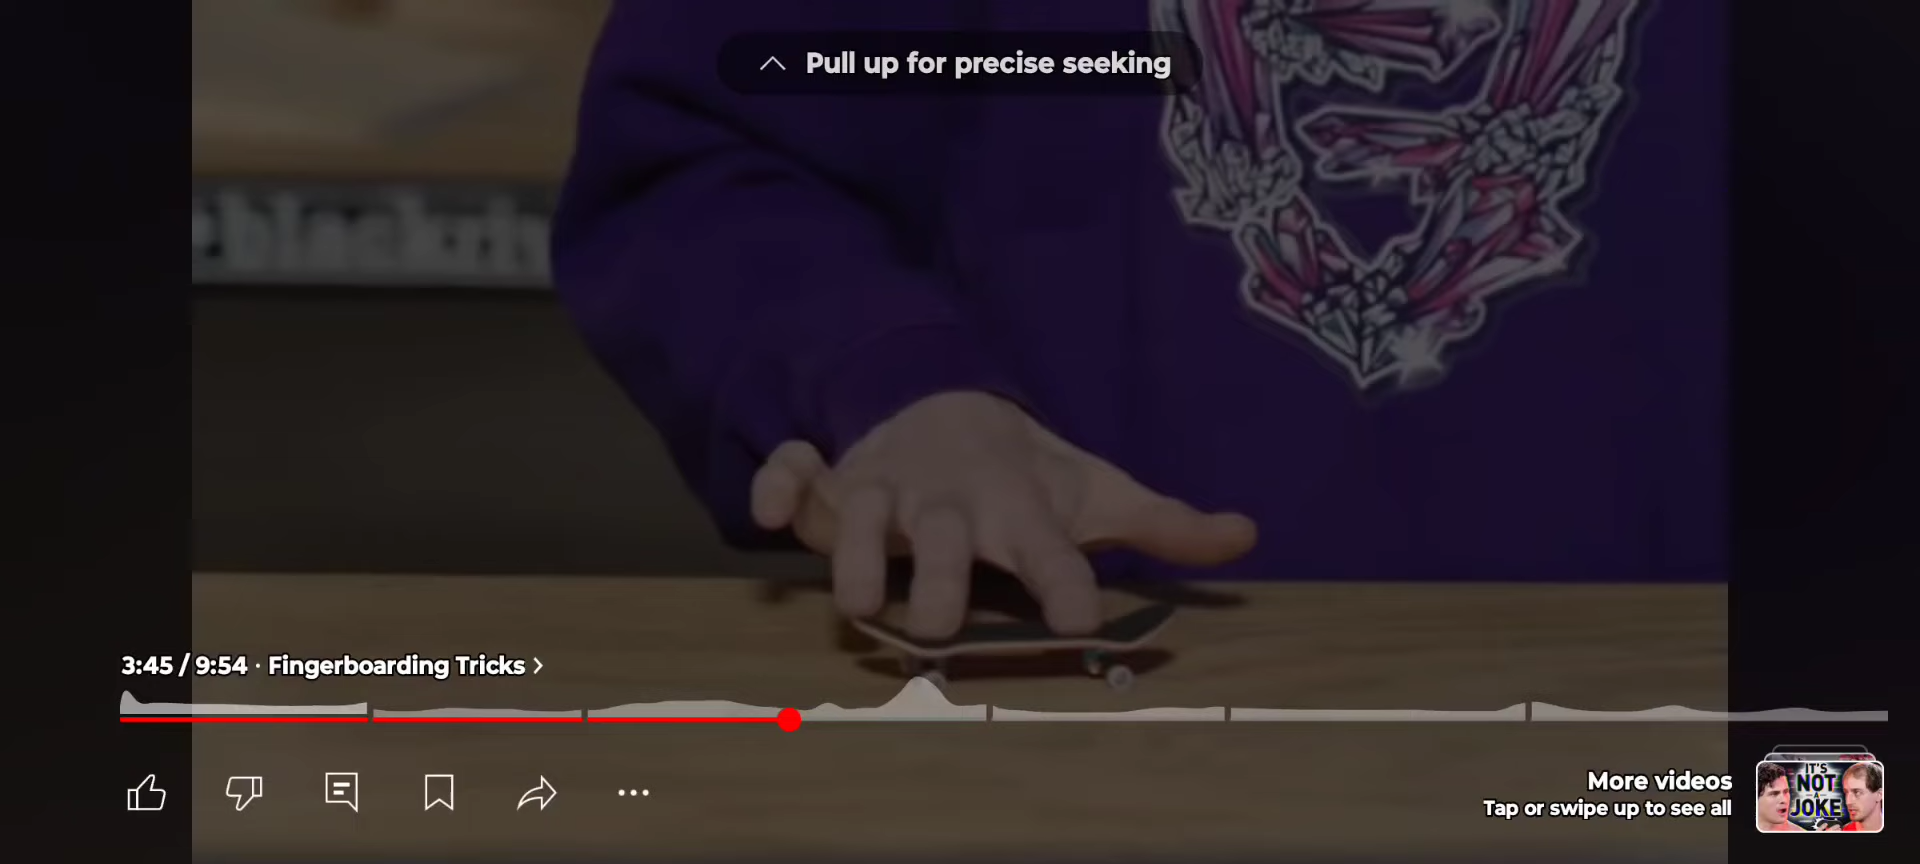 Pull up for precise seeking
blackriv
3:45 / 9:54 · Fingerboarding Tricks >
More videos
Tap or swipe up to see all
IT'S
NOT
A
JOKE